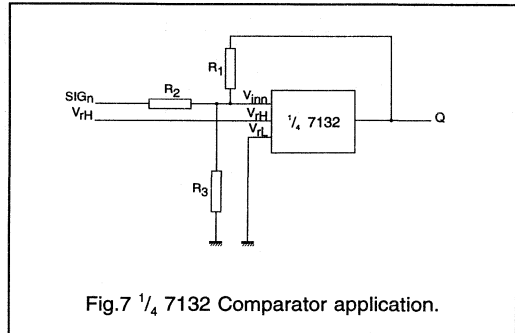 R1
R2
SIGn
Vinn
VrH
VrH
VrL
1/4 7132
Q
R3
Fig.7 1/4 7132 Comparator application.